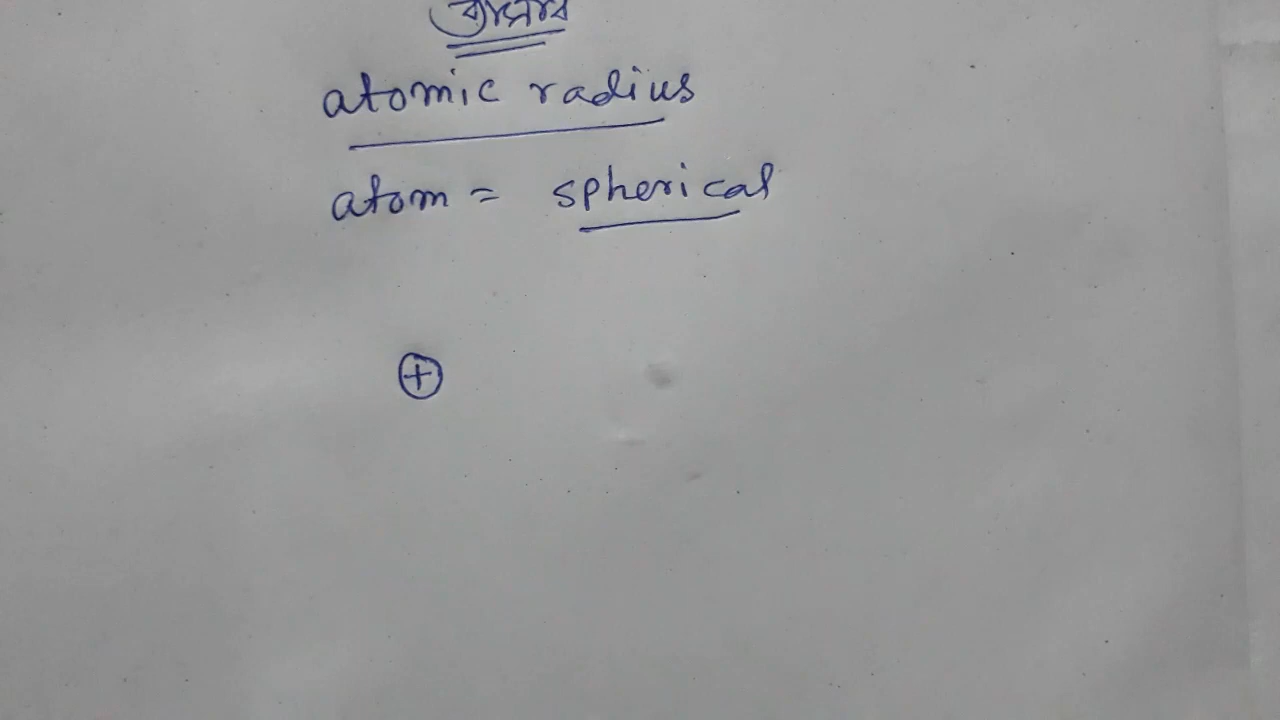 atomic radius
atom = spherical
+